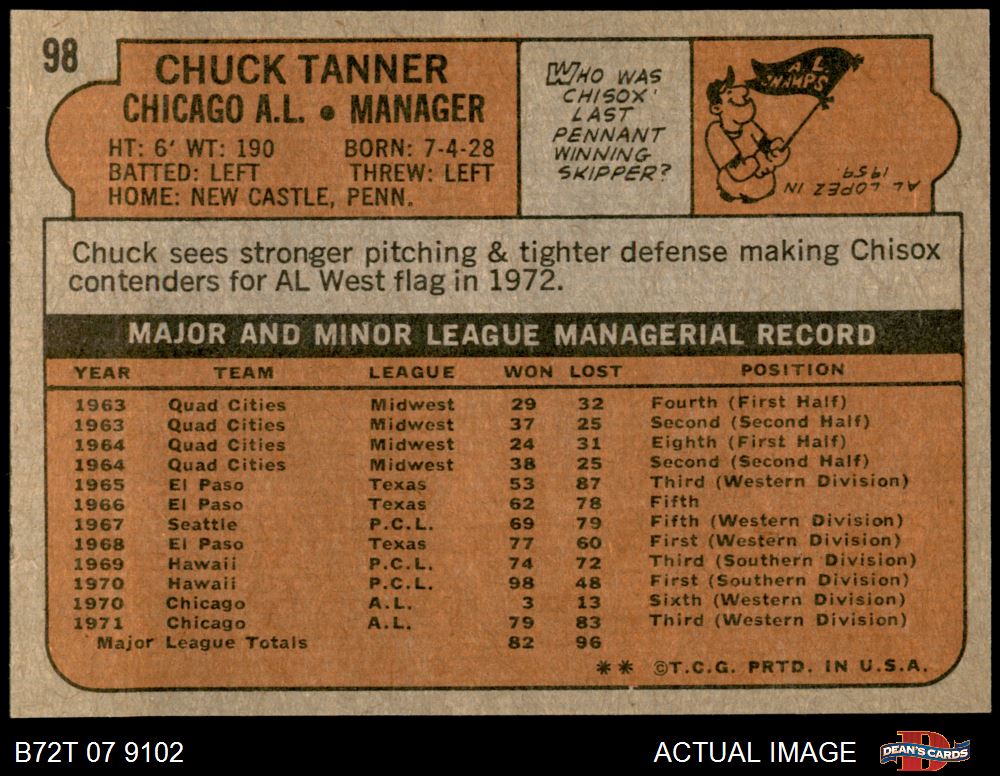 98
CHUCK TANNER
CHICAGO A.L. • MANAGER
HT: 6' WT: 190 BORN: 7-4-28
BATTED: LEFT THREW: LEFT
HOME: NEW CASTLE, PENN.
WHO WAS
CHISOX'
LAST
PENNANT
WINNING
SKIPPER?
A L
CHAMPS
AL LOPEZ IN
1959.
Chuck sees stronger pitching & tighter defense making Chisox
contenders for AL West flag in 1972.
MAJOR AND MINOR LEAGUE MANAGERIAL RECORD
YEAR TEAM LEAGUE WON LOST POSITION
1963 Quad Cities Midwest 29 32 Fourth (First Half)
1963 Quad Cities Midwest 37 25 Second (Second Half)
1964 Quad Cities Midwest 24 31 Eighth (First Half)
1964 Quad Cities Midwest 38 25 Second (Second Half)
1965 El Paso Texas 53 87 Third (Western Division)
1966 El Paso Texas 62 78 Fifth
1967 Seattle P.C.L. 69 79 Fifth (Western Division)
1968 El Paso Texas 77 60 First (Western Division)
1969 Hawaii P.C.L. 74 72 Third (Southern Division)
1970 Hawaii P.C.L. 98 48 First (Southern Division)
1970 Chicago A.L. 3 13 Sixth (Western Division)
1971 Chicago A.L. 79 83 Third (Western Division)
Major League Totals 82 96
** ©T.C.G. PRTD. IN U.S.A.
B72T 07 9102 ACTUAL IMAGE DEAN'S CARDS